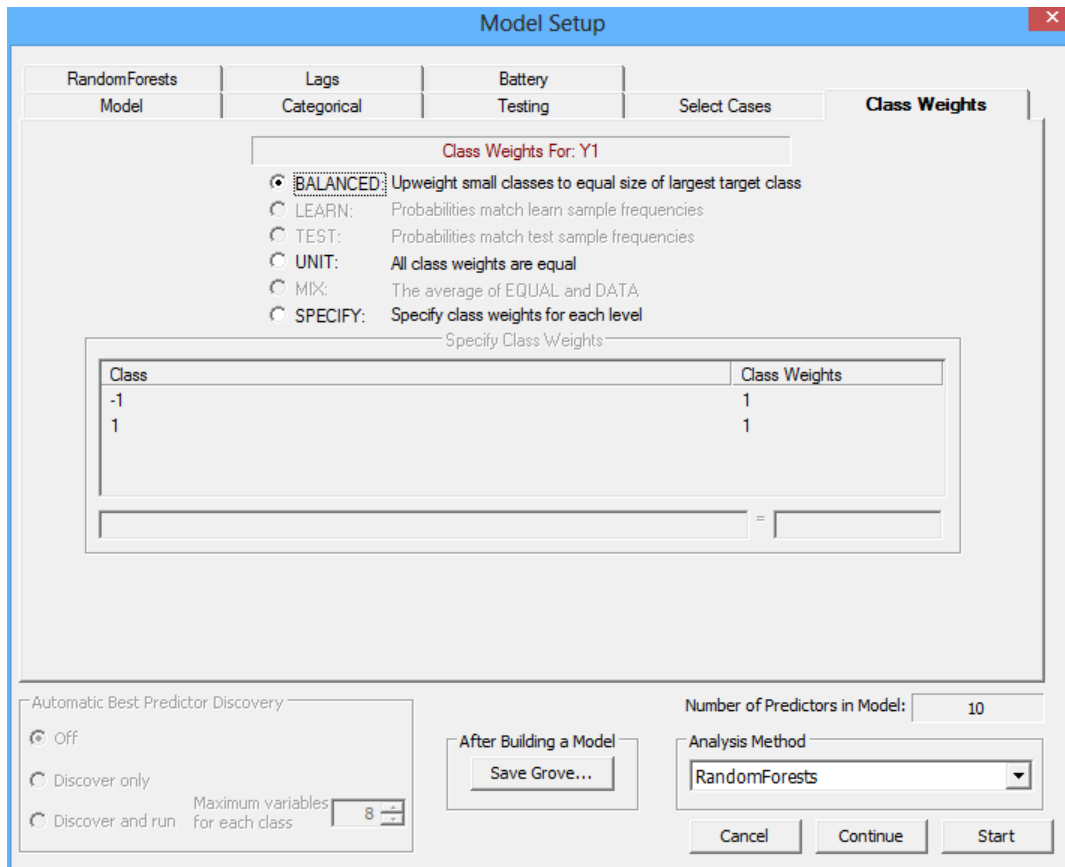 Model Setup
RandomForests Lags Battery
Model Categorical Testing Select Cases Class Weights
Class Weights For: Y1
BALANCED: Upweight small classes to equal size of largest target class
LEARN: Probabilities match learn sample frequencies
TEST: Probabilities match test sample frequencies
UNIT: All class weights are equal
MIX: The average of EQUAL and DATA
SPECIFY: Specify class weights for each level
Specify Class Weights
Class Class Weights
-1 1
1 1
=
Automatic Best Predictor Discovery
Off
Discover only
Discover and run
Maximum variables
for each class 8
After Building a Model
Save Grove...
Number of Predictors in Model: 10
Analysis Method
RandomForests
Cancel Continue Start